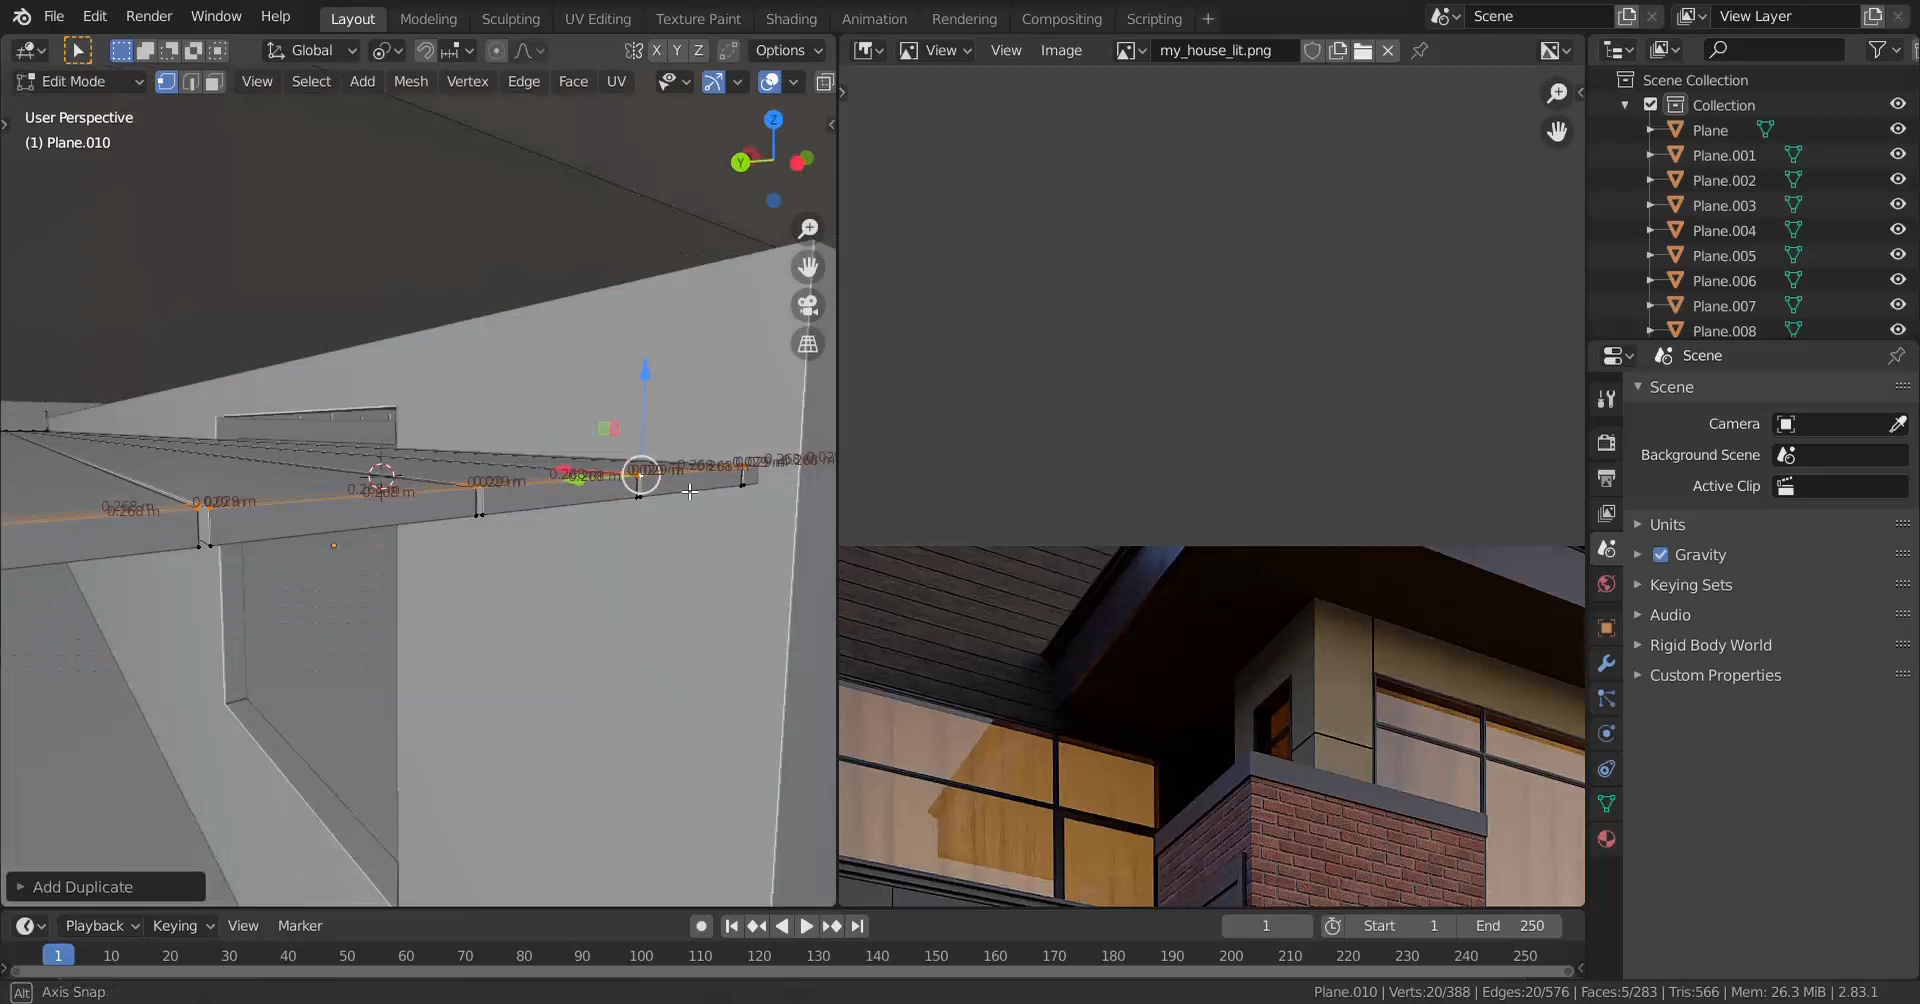 File Edit Render Window Help Layout Modeling Sculpting UV Editing Texture Paint Shading Animation Rendering Compositing Scripting + Scene View Layer
Global X Y Z Options View View Image my_house_lit.png
Edit Mode View Select Add Mesh Vertex Edge Face UV
User Perspective
(1) Plane.010
Z
Y
Scene Collection
Collection
Plane
Plane.001
Plane.002
Plane.003
Plane.004
Plane.005
Plane.006
Plane.007
Plane.008
Scene
Scene
Camera
Background Scene
Active Clip
Units
Gravity
Keying Sets
Audio
Rigid Body World
Custom Properties
0.268 m
Add Duplicate
Playback Keying View Marker 1 Start 1 End 250
1 10 20 30 40 50 60 70 80 90 100 110 120 130 140 150 160 170 180 190 200 210 220 230 240 250
Alt Axis Snap Plane.010 | Verts:20/388 | Edges:20/576 | Faces:5/283 | Tris:566 | Mem: 26.3 MiB | 2.83.1